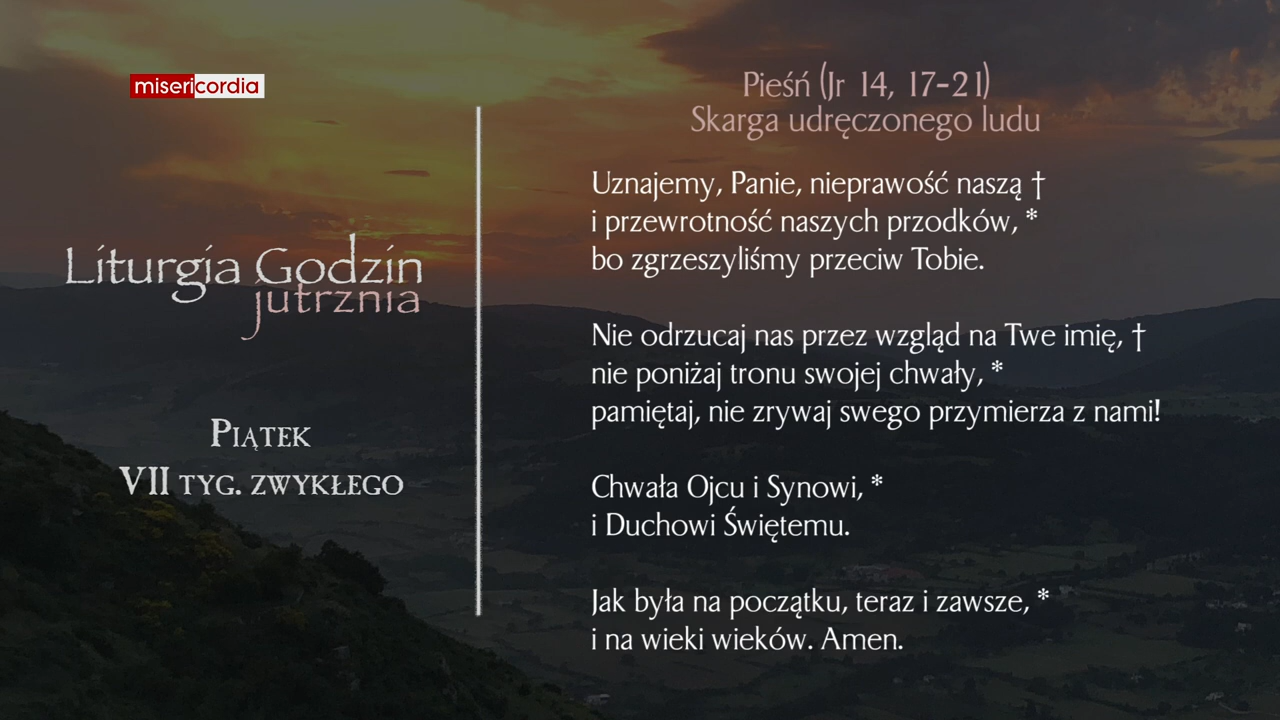 misericordia
Liturgia Godzin
jutrznia
Piątek
VII tyg. zwykłego
Pieśń (Jr 14, 17-21)
Skarga udręczonego ludu
Uznajemy, Panie, nieprawość naszą †
i przewrotność naszych przodków, *
bo zgrzeszyliśmy przeciw Tobie.
Nie odrzucaj nas przez wzgląd na Twe imię, †
nie poniżaj tronu swojej chwały, *
pamiętaj, nie zrywaj swego przymierza z nami!
Chwała Ojcu i Synowi, *
i Duchowi Świętemu.
Jak była na początku, teraz i zawsze, *
i na wieki wieków. Amen.